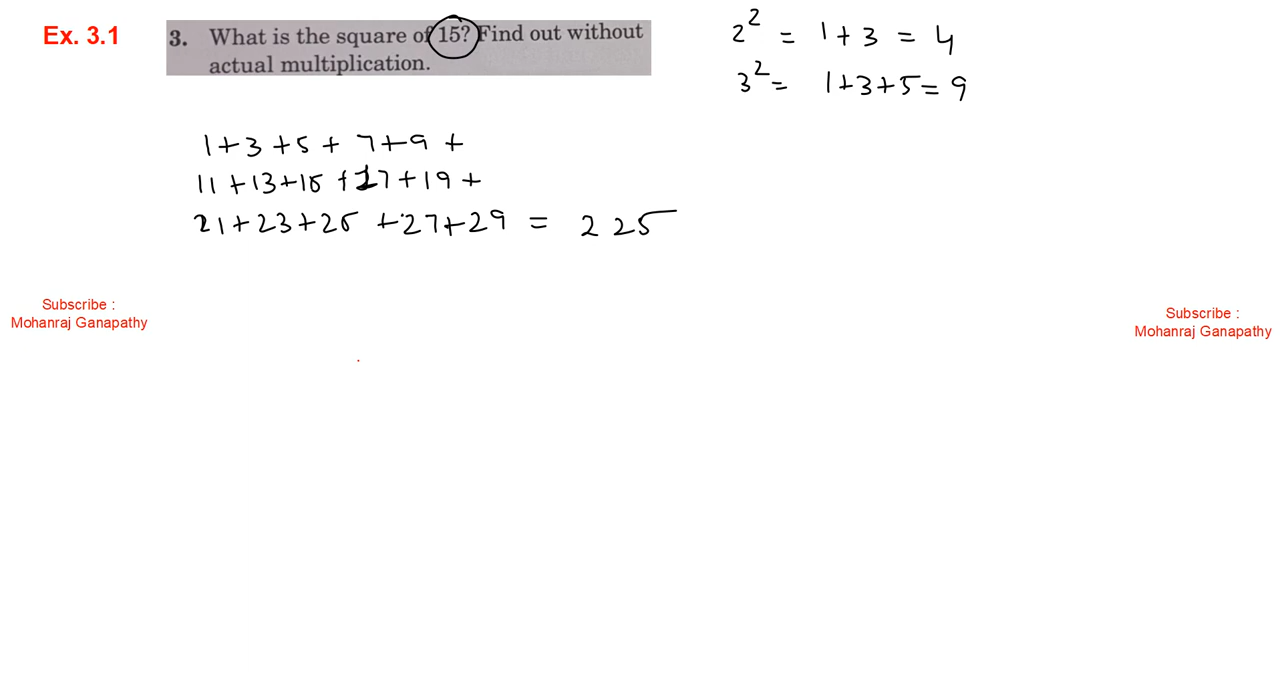 Ex. 3.1
3. What is the square of 15? Find out without
actual multiplication.
2² = 1 + 3 = 4
3² = 1+3+5 = 9
1+3+5+7+9+
11+13+15+17+19+
21+23+25+27+29 = 225
Subscribe :
Mohanraj Ganapathy
Subscribe :
Mohanraj Ganapathy